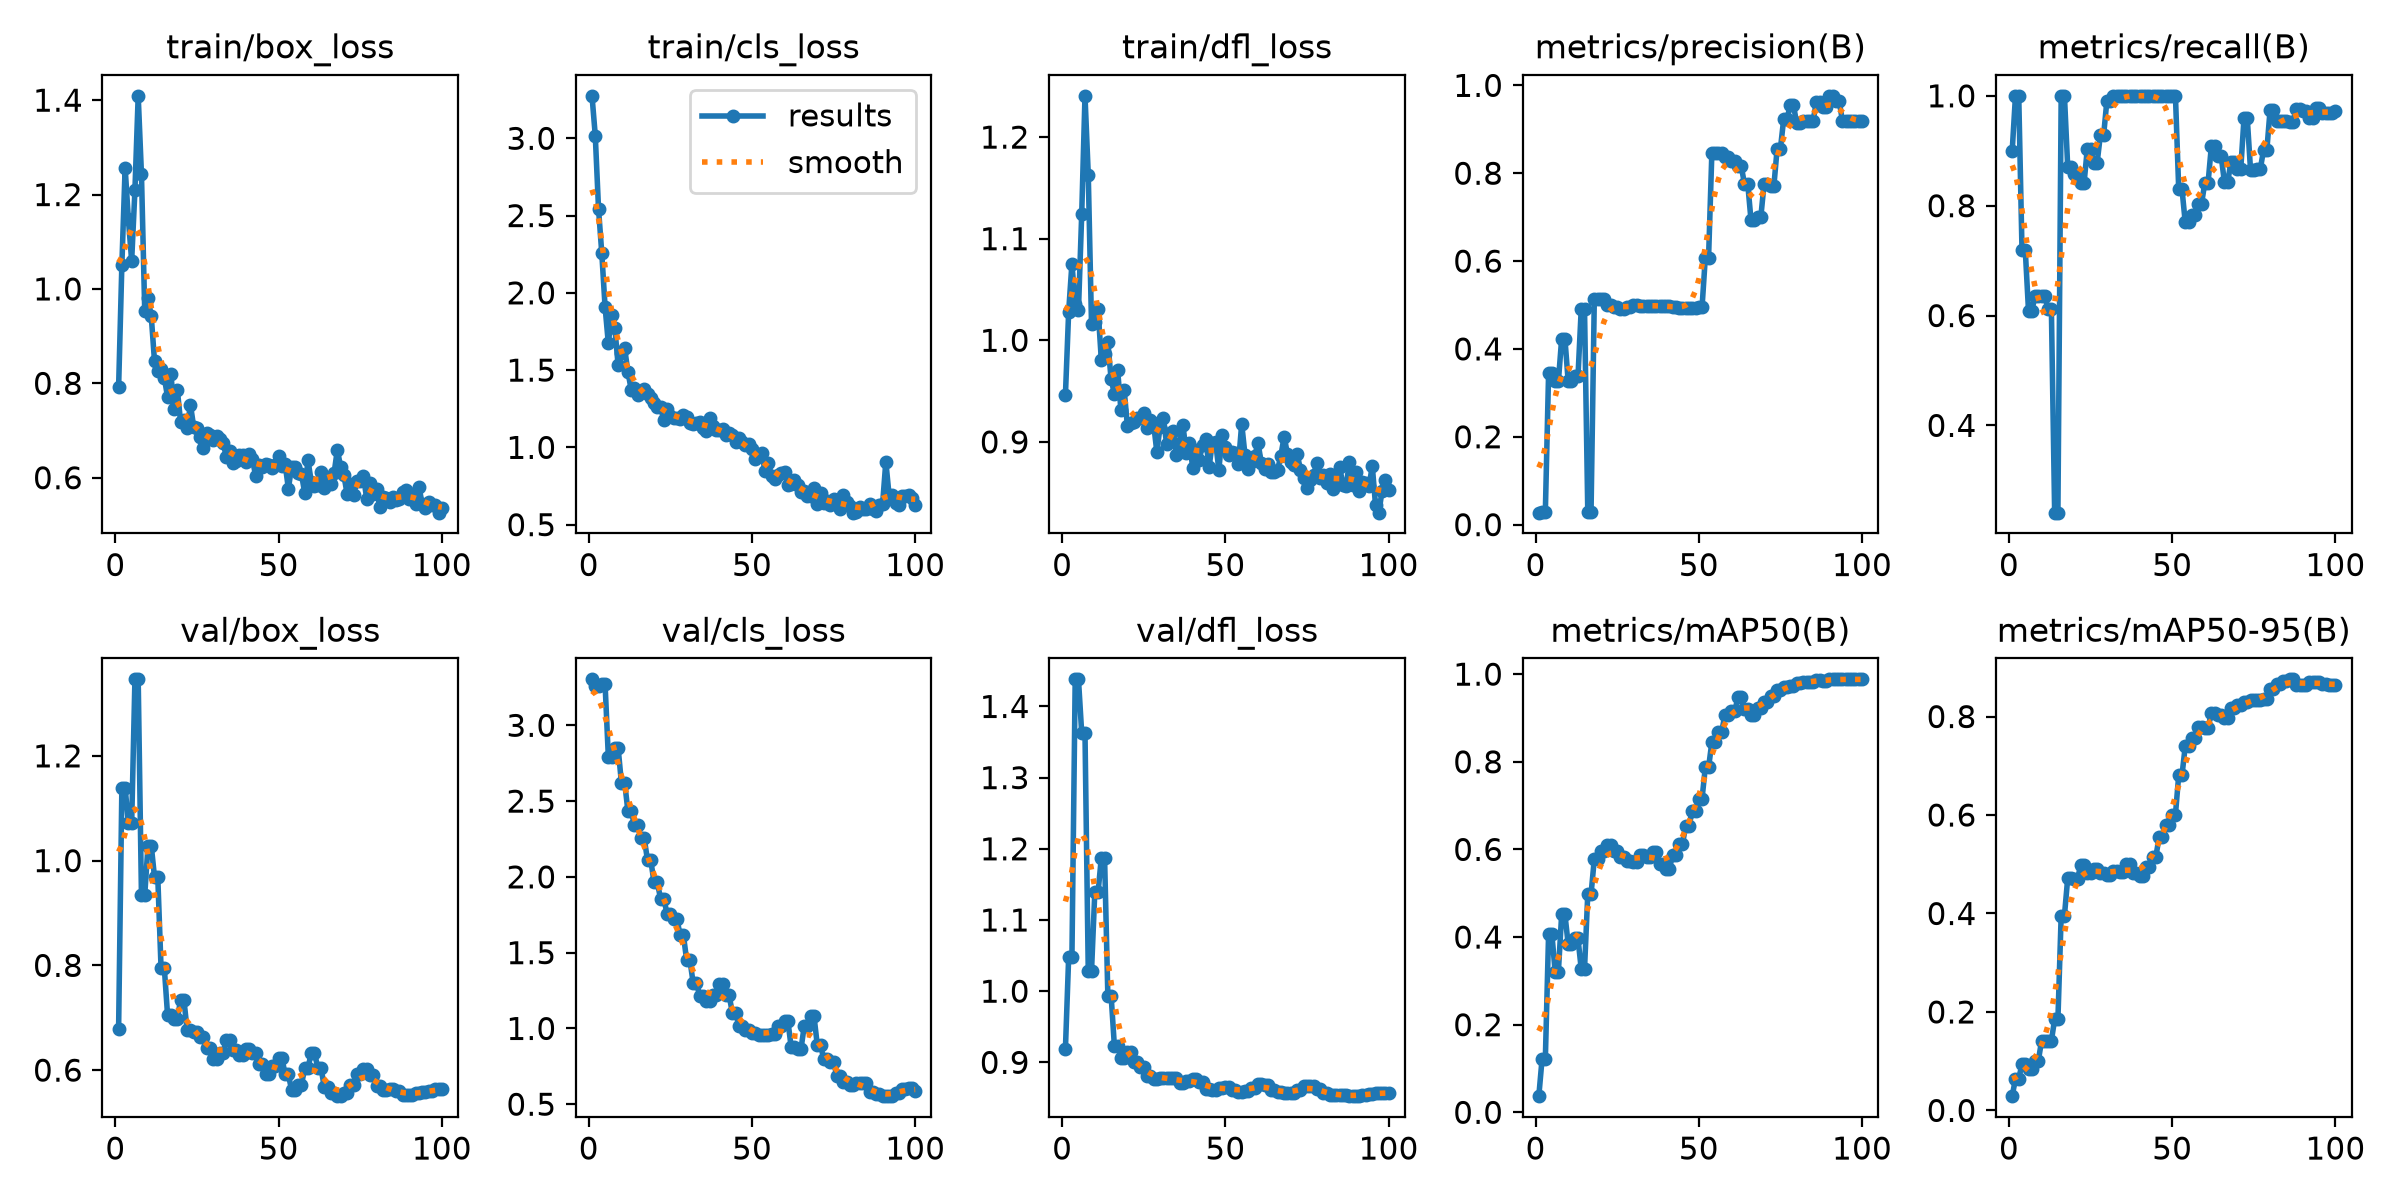 train/box_loss
1.4
1.2
1.0
0.8
0.6
0 50 100
train/cls_loss
results
smooth
3.0
2.5
2.0
1.5
1.0
0.5
0 50 100
train/dfl_loss
1.2
1.1
1.0
0.9
0 50 100
metrics/precision(B)
1.0
0.8
0.6
0.4
0.2
0.0
0 50 100
metrics/recall(B)
1.0
0.8
0.6
0.4
0 50 100
val/box_loss
1.2
1.0
0.8
0.6
0 50 100
val/cls_loss
3.0
2.5
2.0
1.5
1.0
0.5
0 50 100
val/dfl_loss
1.4
1.3
1.2
1.1
1.0
0.9
0 50 100
metrics/mAP50(B)
1.0
0.8
0.6
0.4
0.2
0.0
0 50 100
metrics/mAP50-95(B)
0.8
0.6
0.4
0.2
0.0
0 50 100